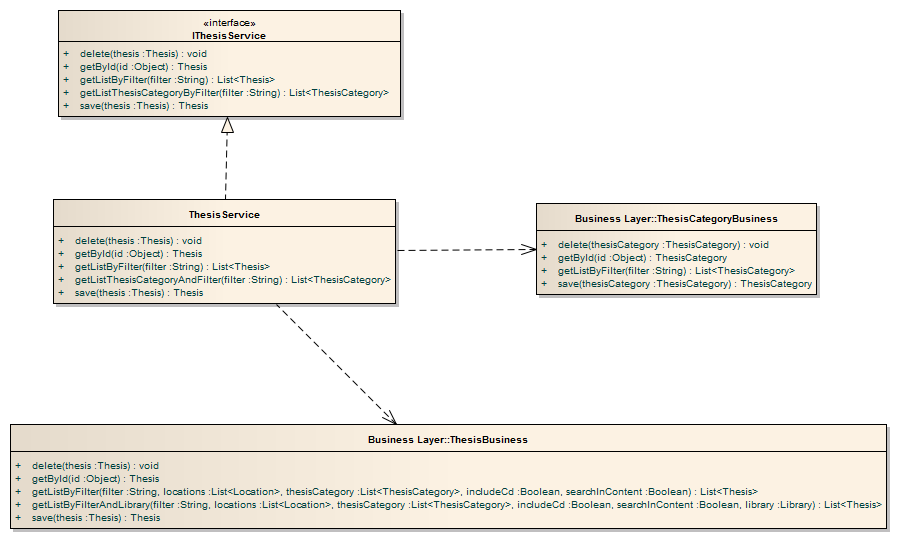 «interface»
IThesisService
+ delete(thesis :Thesis) : void
+ getById(id :Object) : Thesis
+ getListByFilter(filter :String) : List<Thesis>
+ getListThesisCategoryByFilter(filter :String) : List<ThesisCategory>
+ save(thesis :Thesis) : Thesis
ThesisService
+ delete(thesis :Thesis) : void
+ getById(id :Object) : Thesis
+ getListByFilter(filter :String) : List<Thesis>
+ getListThesisCategoryAndFilter(filter :String) : List<ThesisCategory>
+ save(thesis :Thesis) : Thesis
Business Layer::ThesisCategoryBusiness
+ delete(thesisCategory :ThesisCategory) : void
+ getById(id :Object) : ThesisCategory
+ getListByFilter(filter :String) : List<ThesisCategory>
+ save(thesisCategory :ThesisCategory) : ThesisCategory
Business Layer::ThesisBusiness
+ delete(thesis :Thesis) : void
+ getById(id :Object) : Thesis
+ getListByFilter(filter :String, locations :List<Location>, thesisCategory :List<ThesisCategory>, includeCd :Boolean, searchInContent :Boolean) : List<Thesis>
+ getListByFilterAndLibrary(filter :String, locations :List<Location>, thesisCategory :List<ThesisCategory>, includeCd :Boolean, searchInContent :Boolean, library :Library) : List<Thesis>
+ save(thesis :Thesis) : Thesis